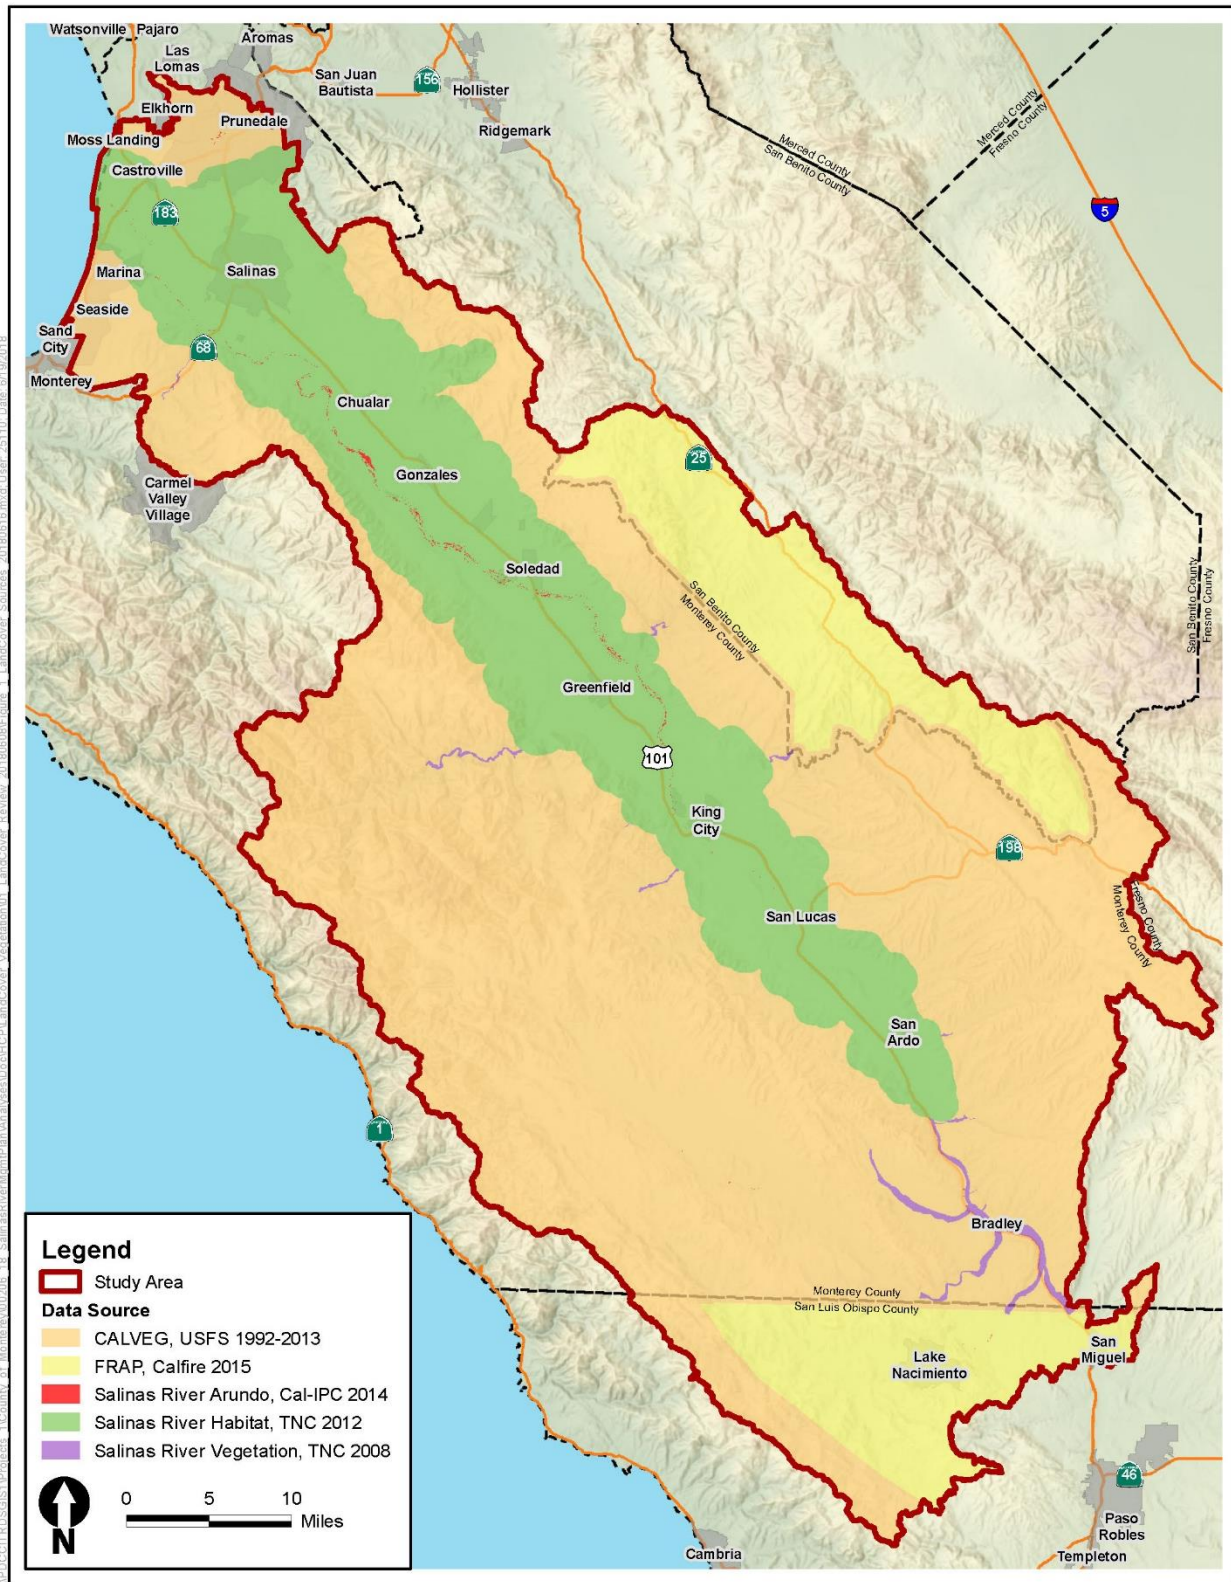 Watsonville Pajaro
Aromas
Las
Lomas
San Juan
Bautista
156
Hollister
Elkhorn
Prunedale
Ridgemark
Moss Landing
Castroville
183
Merced County
Fresno County
Merced County
San Benito County
5
Marina
Salinas
Seaside
Sand
City
68
Monterey
Chualar
25
Gonzales
Carmel
Valley
Village
Soledad
San Benito County
Monterey County
San Benito County
Fresno County
Greenfield
101
King
City
198
San Lucas
Fresno County
Monterey County
San
Ardo
1
Bradley
Monterey County
San Luis Obispo County
San
Miguel
Lake
Nacimiento
46
Paso
Robles
Templeton
Cambria
Legend
Study Area
Data Source
CALVEG, USFS 1992-2013
FRAP, Calfire 2015
Salinas River Arundo, Cal-IPC 2014
Salinas River Habitat, TNC 2012
Salinas River Vegetation, TNC 2008
N
0 5 10
Miles